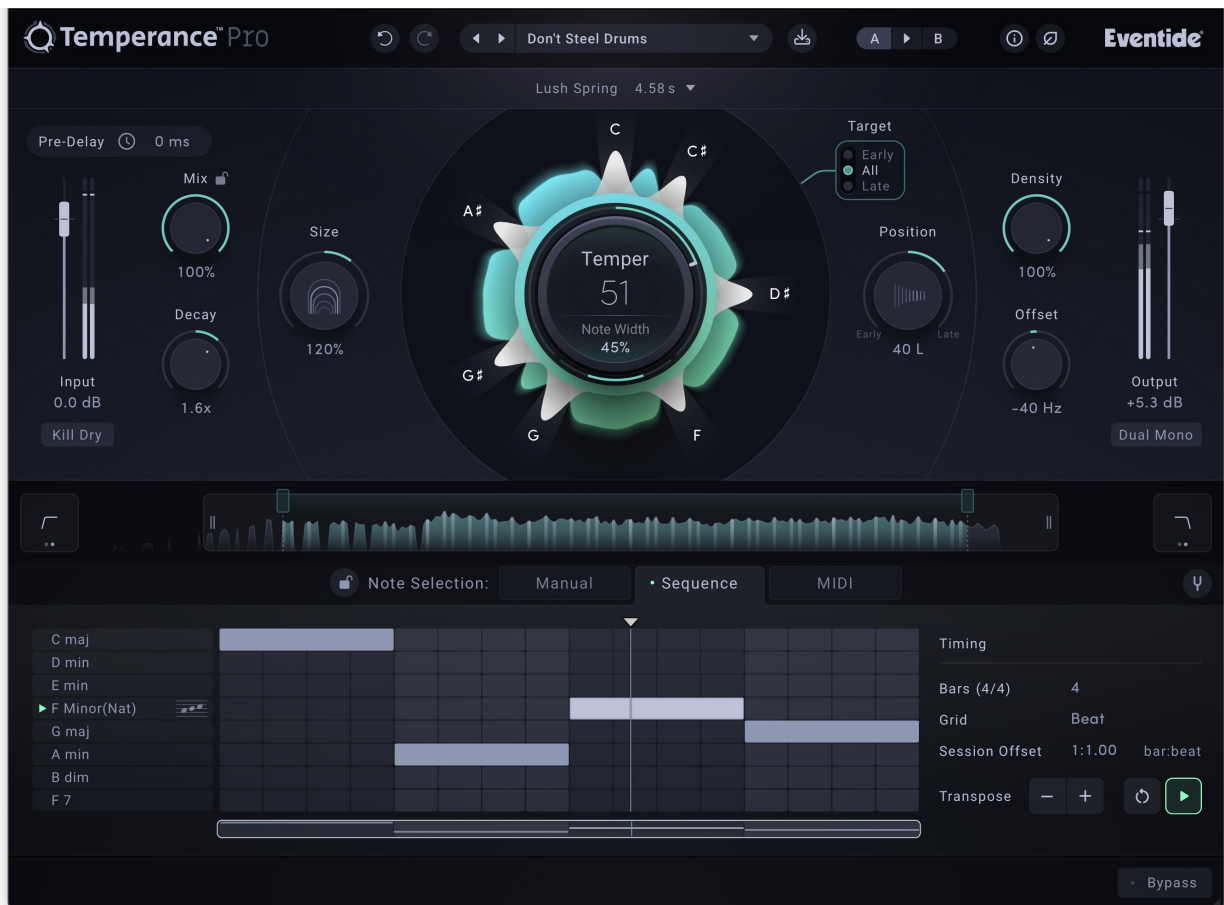 Temperance™ Pro
Don't Steel Drums
A
B
Eventide®
Lush Spring 4.58 s
Pre-Delay 0 ms
Mix
100%
Decay
1.6x
Input
0.0 dB
Kill Dry
Size
120%
C
C♯
D♯
F
G
G♯
A♯
Temper
51
Note Width
45%
Target
Early
All
Late
Position
Early
Late
40 L
Density
100%
Offset
-40 Hz
Output
+5.3 dB
Dual Mono
Note Selection: Manual Sequence MIDI
C maj
D min
E min
F Minor(Nat)
G maj
A min
B dim
F 7
Timing
Bars (4/4) 4
Grid Beat
Session Offset 1:1.00 bar:beat
Transpose − +
Bypass